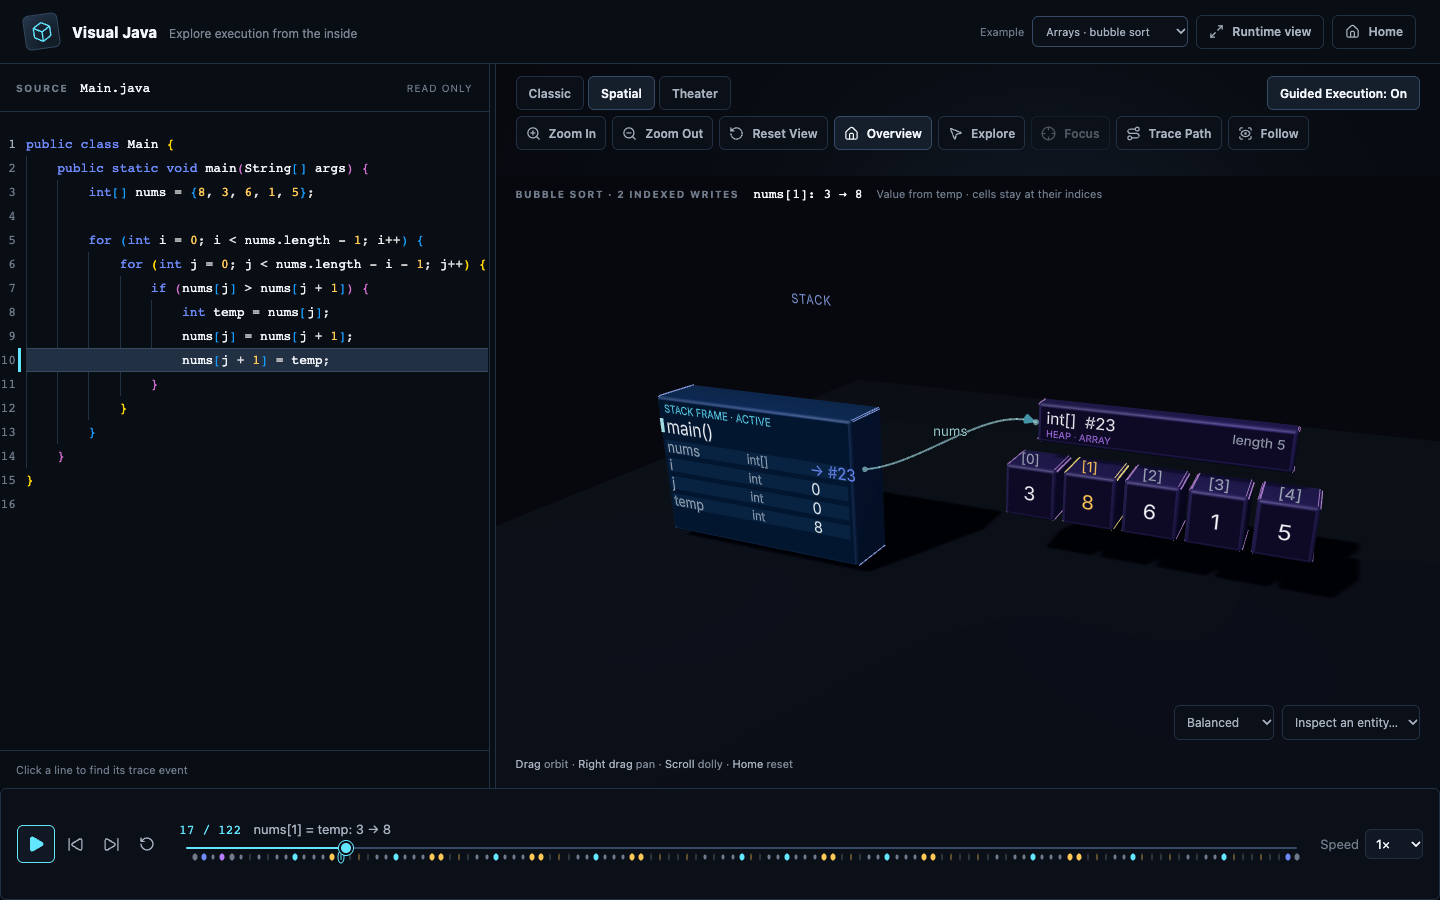 Visual Java Explore execution from the inside
Example Arrays · bubble sort Runtime view Home
SOURCE Main.java READ ONLY
1 public class Main {
2 public static void main(String[] args) {
3 int[] nums = {8, 3, 6, 1, 5};
4
5 for (int i = 0; i < nums.length - 1; i++) {
6 for (int j = 0; j < nums.length - i - 1; j++) {
7 if (nums[j] > nums[j + 1]) {
8 int temp = nums[j];
9 nums[j] = nums[j + 1];
10 nums[j + 1] = temp;
11 }
12 }
13 }
14 }
15 }
16
Click a line to find its trace event
Classic Spatial Theater Guided Execution: On
Zoom In Zoom Out Reset View Overview Explore Focus Trace Path Follow
BUBBLE SORT · 2 INDEXED WRITES nums[1]: 3 → 8 Value from temp · cells stay at their indices
STACK
STACK FRAME · ACTIVE
main()
nums int[] → #23
i int 0
j int 0
temp int 8
nums
int[] #23
HEAP · ARRAY length 5
[0] [1] [2] [3] [4]
3 8 6 1 5
Balanced Inspect an entity...
Drag orbit · Right drag pan · Scroll dolly · Home reset
17 / 122 nums[1] = temp: 3 → 8
Speed 1×